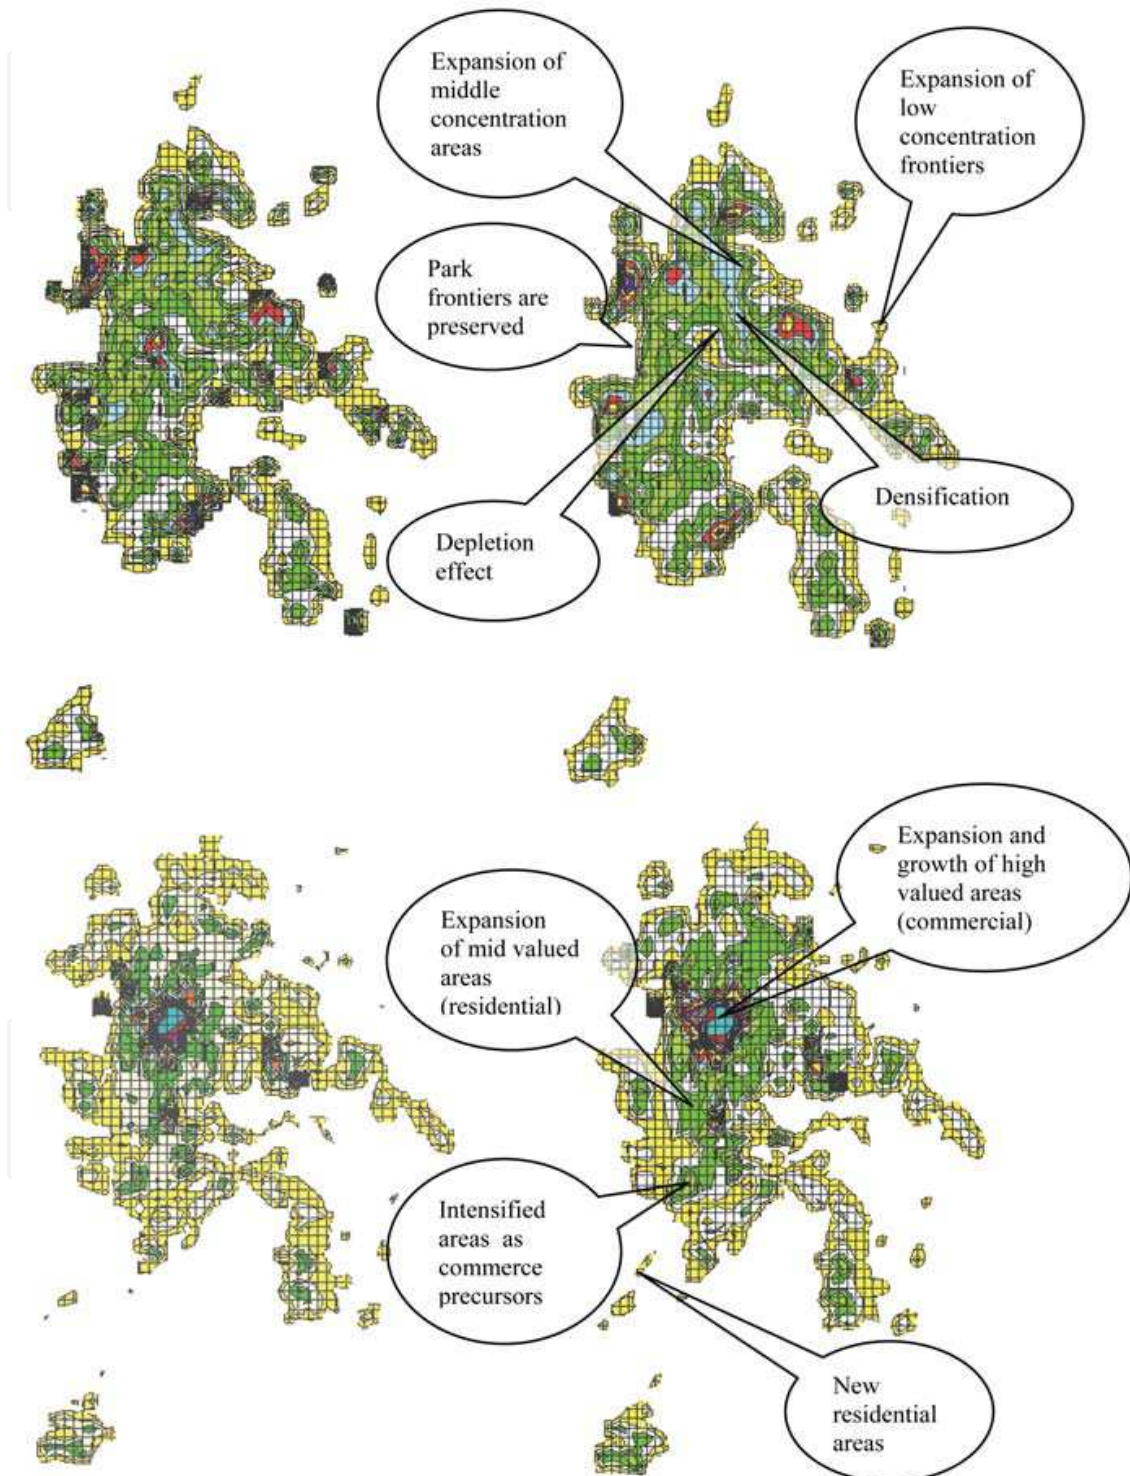 Expansion of
middle
concentration
areas
Expansion of
low
concentration
frontiers
Park
frontiers are
preserved
Densification
Depletion
effect
Expansion and
growth of high
valued areas
(commercial)
Expansion
of mid valued
areas
(residential)
Intensified
areas as
commerce
precursors
New
residential
areas